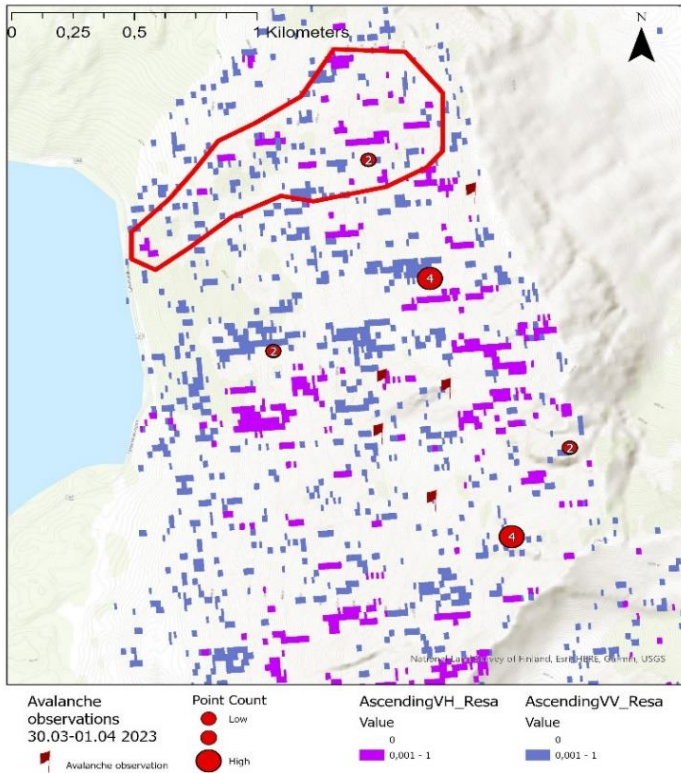 0 0,25 0,5 1 Kilometers
N
2
4
2
2
4
National Land Survey of Finland, Esri, HERE, Garmin, USGS
Avalanche
observations
30.03-01.04 2023
Avalanche observation
Point Count
Low
High
AscendingVH_Resa
Value
0
0,001 - 1
AscendingVV_Resa
Value
0
0,001 - 1